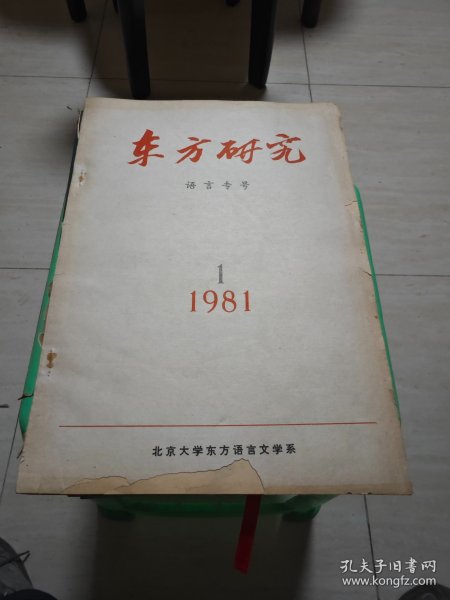 东方研究
语言专号
1
1981
北京大学东方语言文学系
孔夫子旧书网
www.kongfz.com